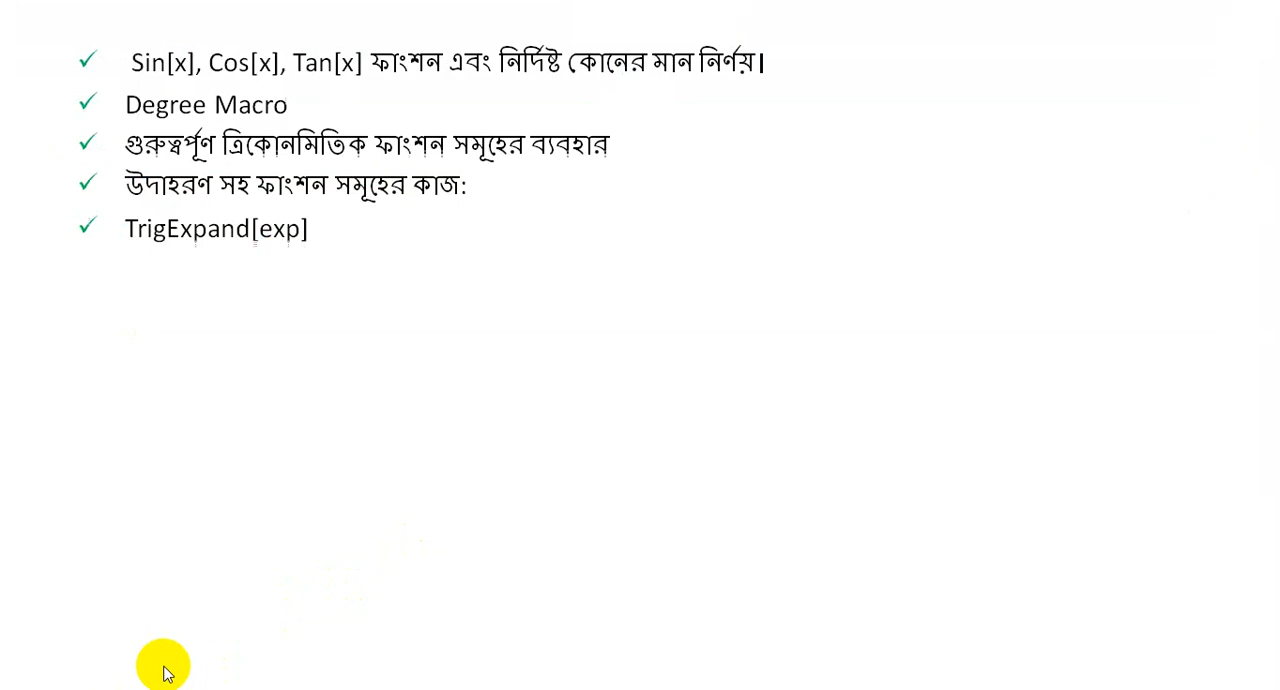 Sin[x], Cos[x], Tan[x] ফাংশন এবং নির্দিষ্ট কোনের মান নির্ণয়।
Degree Macro
গুরুত্বর্পূণ ত্রিকোনমিতিক ফাংশন সমূহের ব্যবহার
উদাহরণ সহ ফাংশন সমূহের কাজ:
TrigExpand[exp]